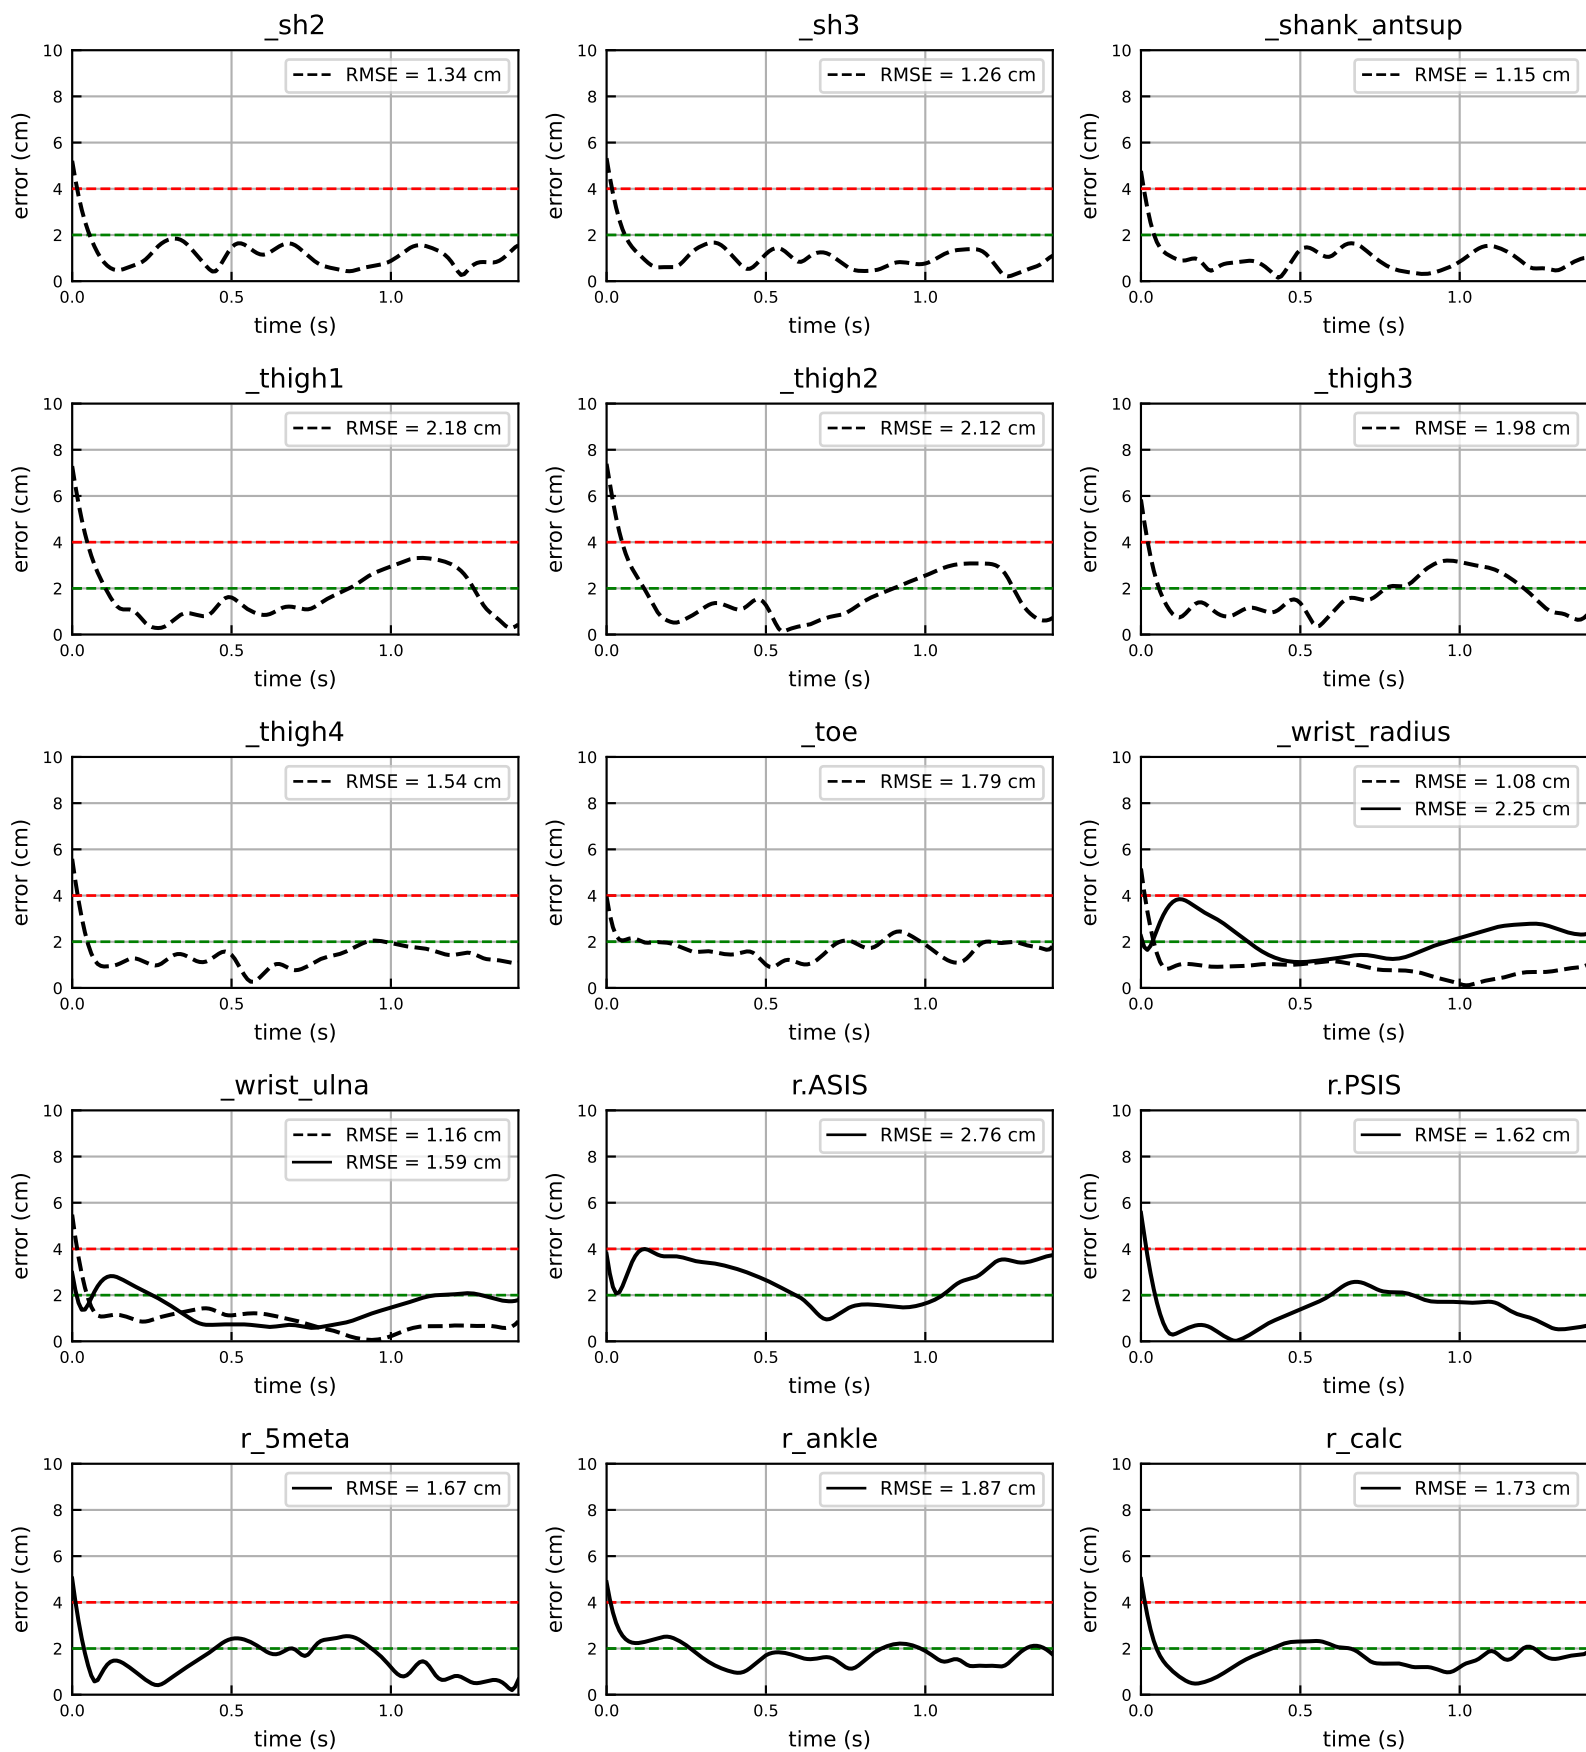 _sh2
RMSE = 1.34 cm
error (cm)
10
8
6
4
2
0
0.0 0.5 1.0
time (s)
_sh3
RMSE = 1.26 cm
error (cm)
10
8
6
4
2
0
0.0 0.5 1.0
time (s)
_shank_antsup
RMSE = 1.15 cm
error (cm)
10
8
6
4
2
0
0.0 0.5 1.0
time (s)
_thigh1
RMSE = 2.18 cm
error (cm)
10
8
6
4
2
0
0.0 0.5 1.0
time (s)
_thigh2
RMSE = 2.12 cm
error (cm)
10
8
6
4
2
0
0.0 0.5 1.0
time (s)
_thigh3
RMSE = 1.98 cm
error (cm)
10
8
6
4
2
0
0.0 0.5 1.0
time (s)
_thigh4
RMSE = 1.54 cm
error (cm)
10
8
6
4
2
0
0.0 0.5 1.0
time (s)
_toe
RMSE = 1.79 cm
error (cm)
10
8
6
4
2
0
0.0 0.5 1.0
time (s)
_wrist_radius
RMSE = 1.08 cm
RMSE = 2.25 cm
error (cm)
10
8
6
4
2
0
0.0 0.5 1.0
time (s)
_wrist_ulna
RMSE = 1.16 cm
RMSE = 1.59 cm
error (cm)
10
8
6
4
2
0
0.0 0.5 1.0
time (s)
r.ASIS
RMSE = 2.76 cm
error (cm)
10
8
6
4
2
0
0.0 0.5 1.0
time (s)
r.PSIS
RMSE = 1.62 cm
error (cm)
10
8
6
4
2
0
0.0 0.5 1.0
time (s)
r_5meta
RMSE = 1.67 cm
error (cm)
10
8
6
4
2
0
0.0 0.5 1.0
time (s)
r_ankle
RMSE = 1.87 cm
error (cm)
10
8
6
4
2
0
0.0 0.5 1.0
time (s)
r_calc
RMSE = 1.73 cm
error (cm)
10
8
6
4
2
0
0.0 0.5 1.0
time (s)